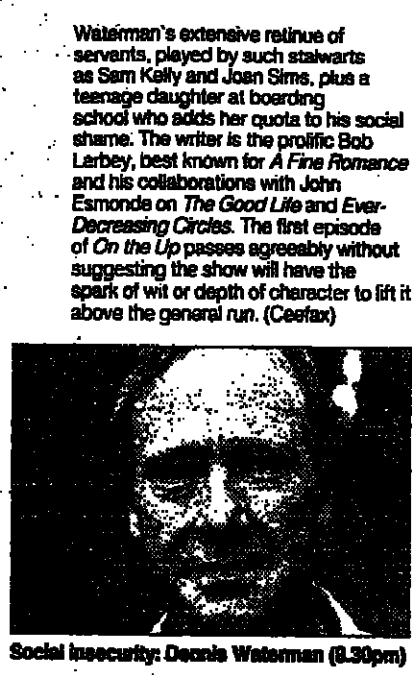 Waterman's extensive retinue of
servants, played by such stalwarts
as Sam Kelly and Joan Sims, plus a
teenage daughter at boarding
school who adds her quota to his social
shame. The writer is the prolific Bob
Larbey, best known for A Fine Romance
and his collaborations with John
Esmonde on The Good Life and Ever-
Decreasing Circles. The first episode
of On the Up passes agreeably without
suggesting the show will have the
spark of wit or depth of character to lift it
above the general run. (Ceefax)
Social insecurity: Dennis Waterman (8.30pm)